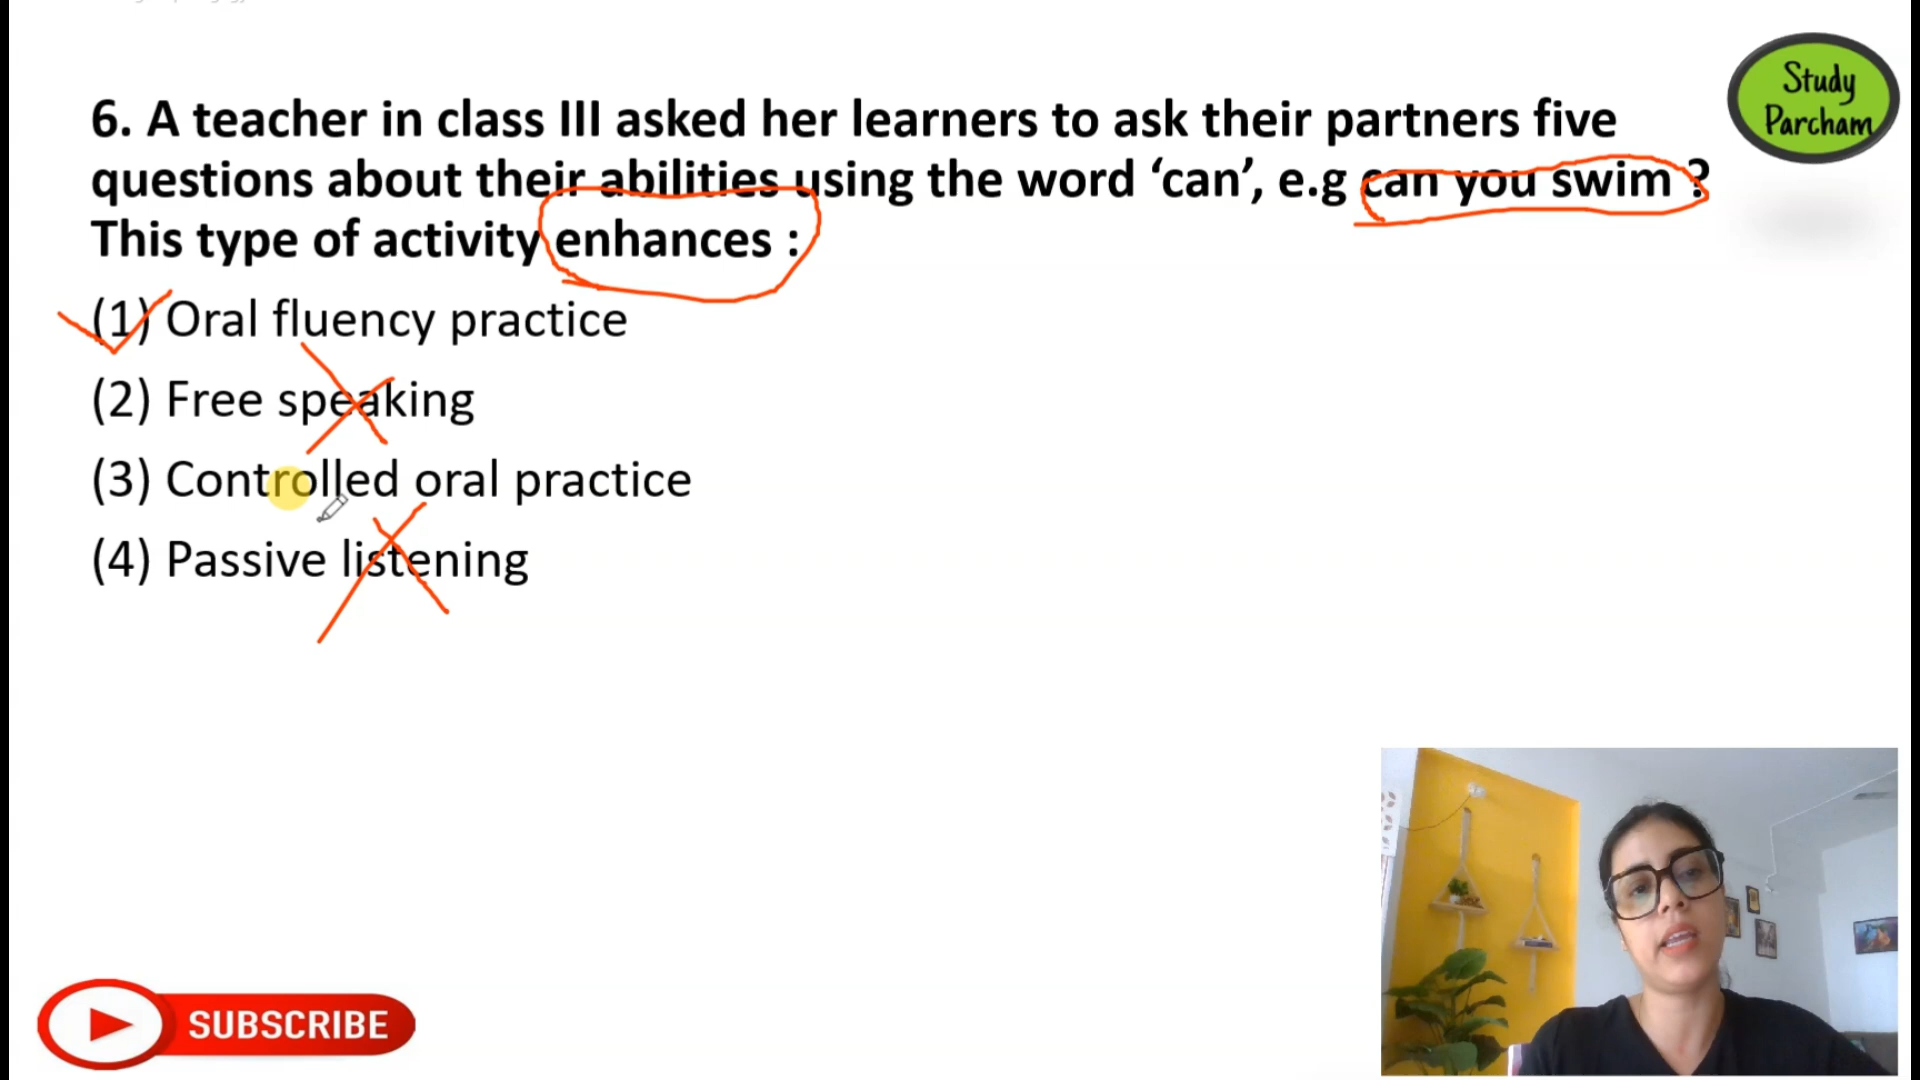 Study
Parcham
6. A teacher in class III asked her learners to ask their partners five
questions about their abilities using the word ‘can’, e.g can you swim ?
This type of activity enhances :
(1) Oral fluency practice
(2) Free speaking
(3) Controlled oral practice
(4) Passive listening
SUBSCRIBE